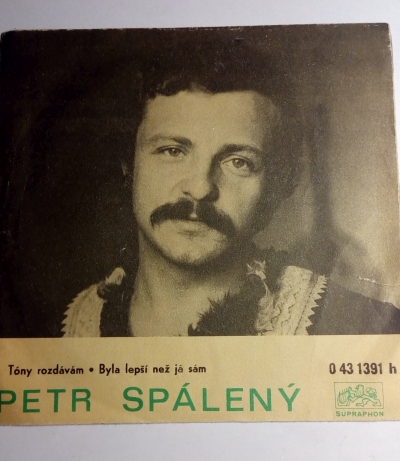 Tóny rozdávám • Byla lepší než já sám
0 43 1391 h
PETR SPÁLENÝ
SUPRAPHON